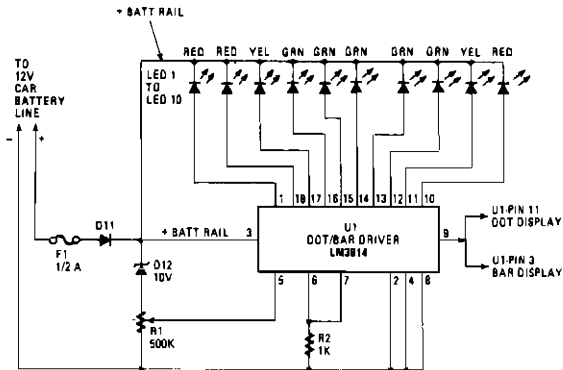 + BATT RAIL
TO
12V
CAR
BATTERY
LINE
-
+
RED RED YEL GRN GRN GRN GRN GRN YEL RED
LED 1
TO
LED 10
1 18 17 16 15 14 13 12 11 10
D11
F1
1/2 A
+ BATT RAIL
3
U1
DOT/BAR DRIVER
LM3914
9
U1-PIN 11
DOT DISPLAY
U1-PIN 3
BAR DISPLAY
D12
10V
5 6 7 2 4 8
R1
500K
R2
1K